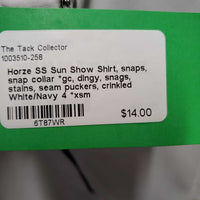 The Tack Collector
1003510-258
Horze SS Sun Show Shirt, snaps,
snap collar *gc, dingy, snags,
stains, seam puckers, crinkled
White/Navy 4 *xsm
$14.00
6T87WR